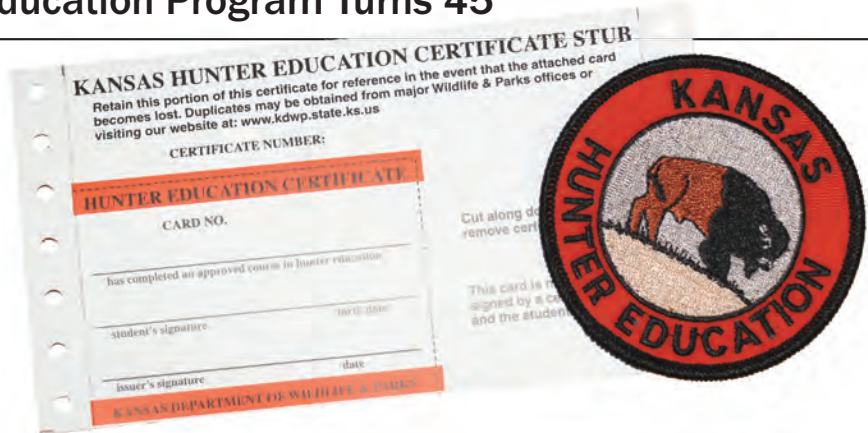 Education Program Turns 45
KANSAS HUNTER EDUCATION CERTIFICATE STUB
Retain this portion of this certificate for reference in the event that the attached card
becomes lost. Duplicates may be obtained from major Wildlife & Parks offices or
visiting our website at: www.kdwp.state.ks.us
CERTIFICATE NUMBER:
HUNTER EDUCATION CERTIFICATE
CARD NO.
has completed an approved course in hunter education
student's signature
birth date
issuer's signature
date
KANSAS DEPARTMENT OF WILDLIFE & PARKS
Cut along
remove
This card is
signed by a
and the student
KANSAS
HUNTER EDUCATION